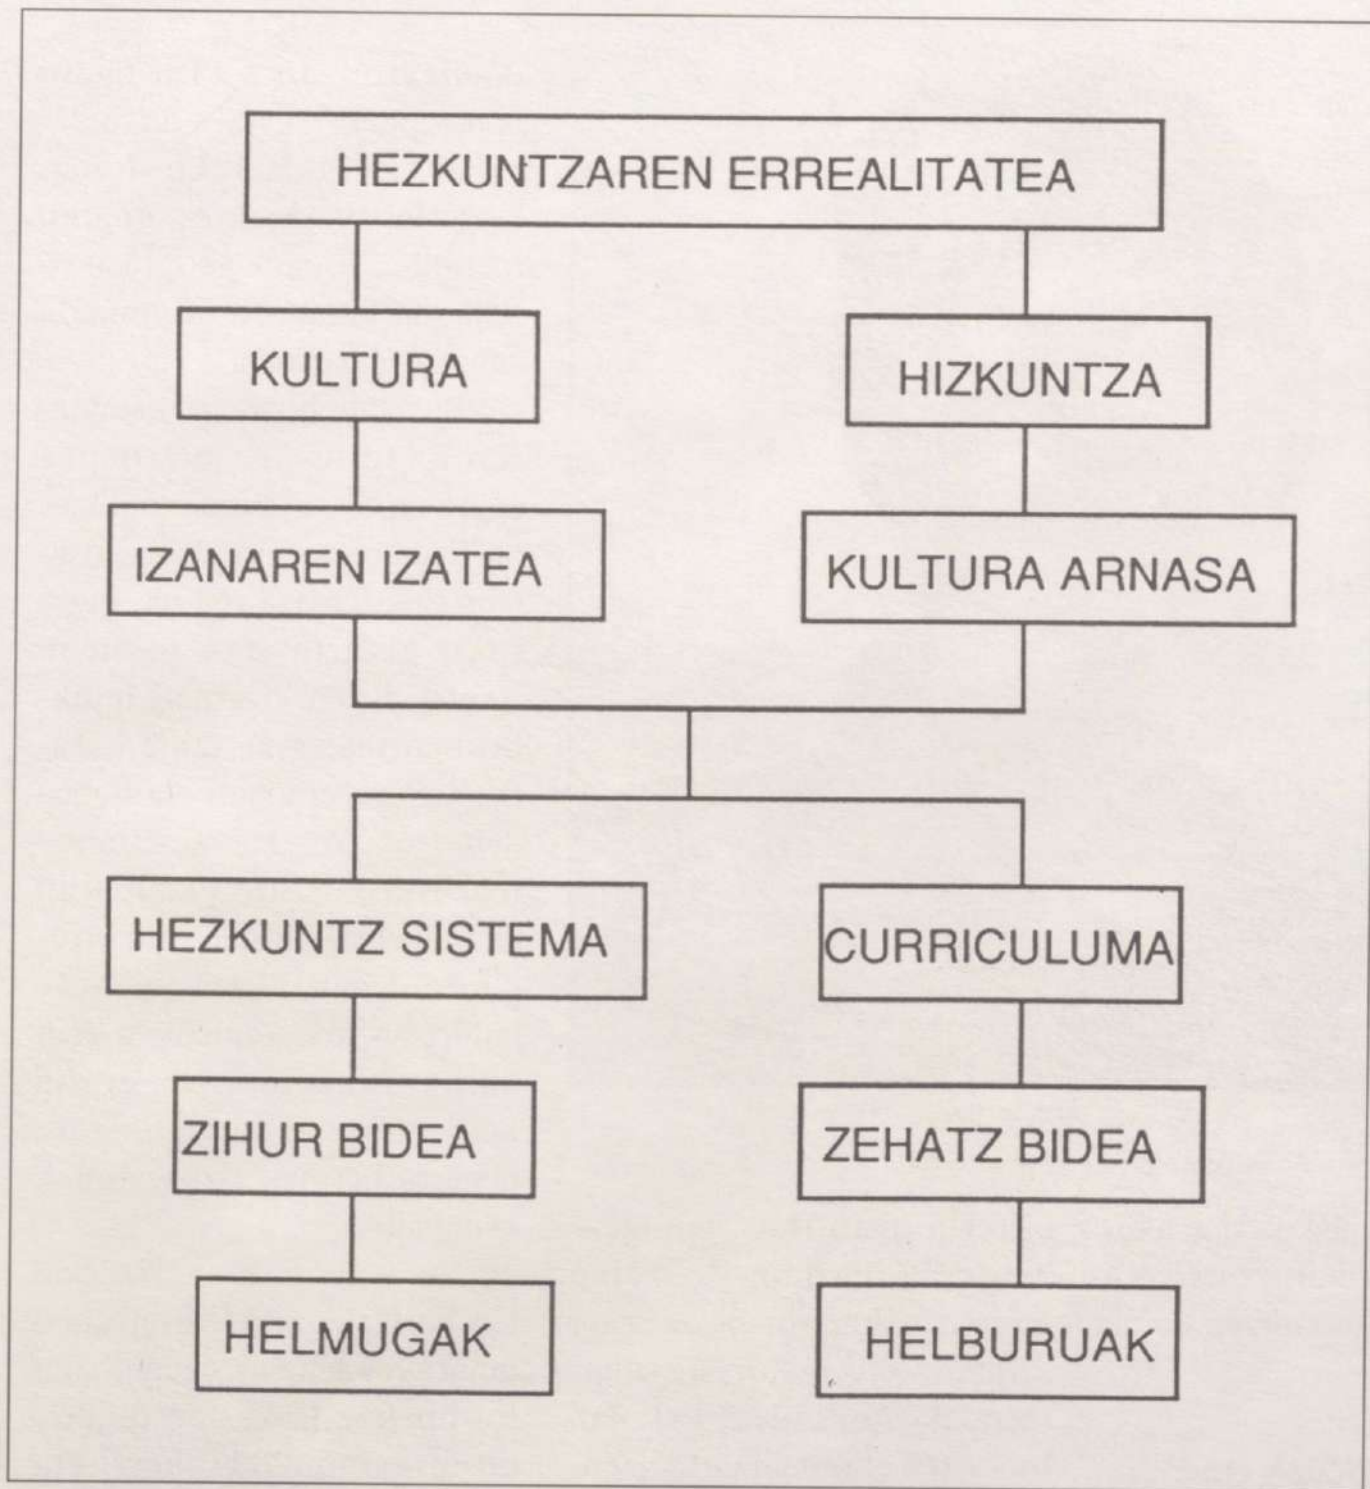 HEZKUNTZAREN ERREALITATEA
KULTURA
HIZKUNTZA
IZANAREN IZATEA
KULTURA ARNASA
HEZKUNTZ SISTEMA
CURRICULUMA
ZIHUR BIDEA
ZEHATZ BIDEA
HELMUGAK
HELBURUAK